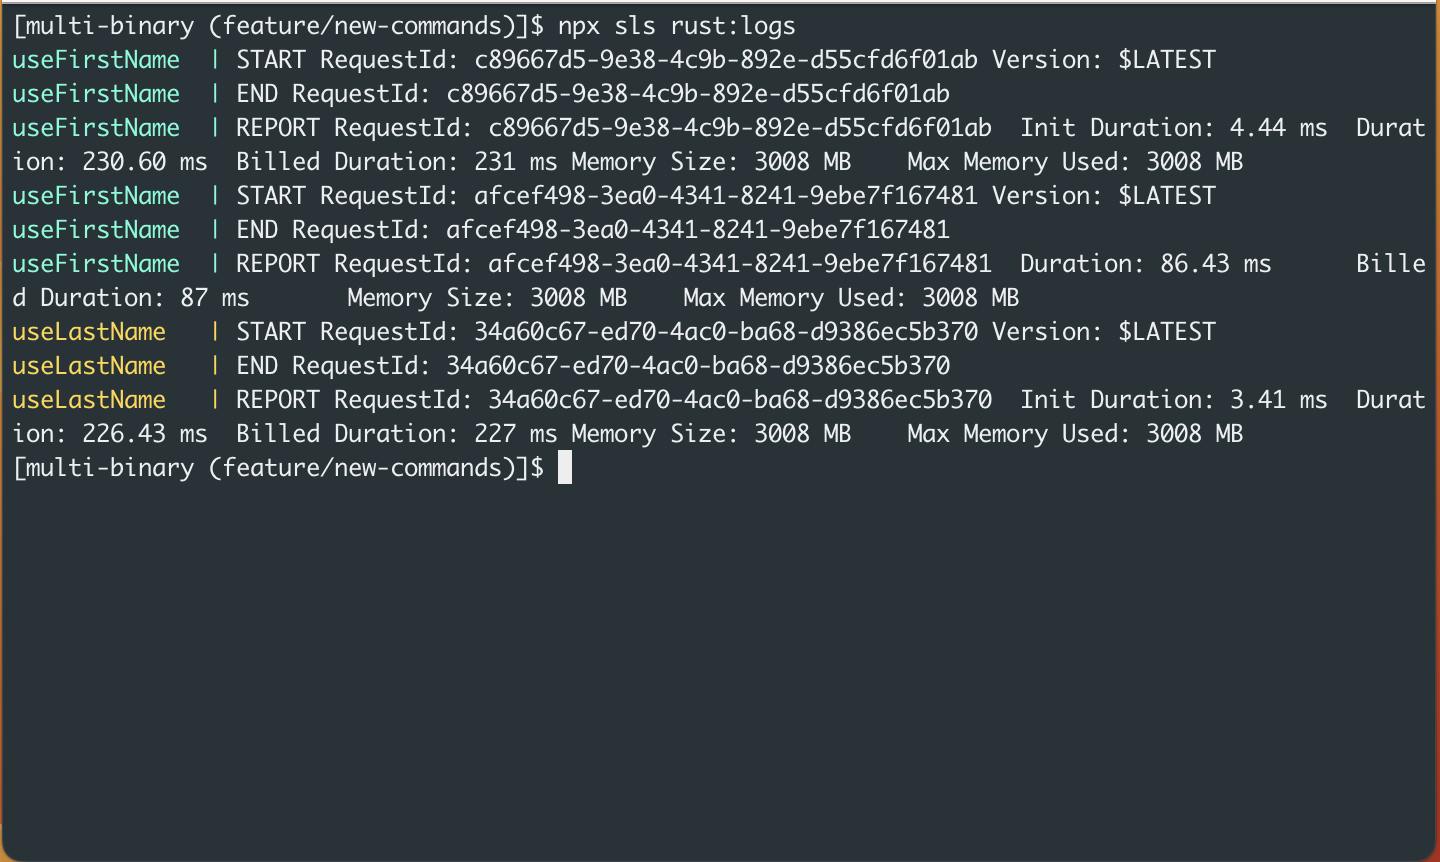 [multi-binary (feature/new-commands)]$ npx sls rust:logs
useFirstName  | START RequestId: c89667d5-9e38-4c9b-892e-d55cfd6f01ab Version: $LATEST
useFirstName  | END RequestId: c89667d5-9e38-4c9b-892e-d55cfd6f01ab
useFirstName  | REPORT RequestId: c89667d5-9e38-4c9b-892e-d55cfd6f01ab  Init Duration: 4.44 ms  Durat
ion: 230.60 ms  Billed Duration: 231 ms Memory Size: 3008 MB    Max Memory Used: 3008 MB
useFirstName  | START RequestId: afcef498-3ea0-4341-8241-9ebe7f167481 Version: $LATEST
useFirstName  | END RequestId: afcef498-3ea0-4341-8241-9ebe7f167481
useFirstName  | REPORT RequestId: afcef498-3ea0-4341-8241-9ebe7f167481  Duration: 86.43 ms      Bille
d Duration: 87 ms       Memory Size: 3008 MB    Max Memory Used: 3008 MB
useLastName   | START RequestId: 34a60c67-ed70-4ac0-ba68-d9386ec5b370 Version: $LATEST
useLastName   | END RequestId: 34a60c67-ed70-4ac0-ba68-d9386ec5b370
useLastName   | REPORT RequestId: 34a60c67-ed70-4ac0-ba68-d9386ec5b370  Init Duration: 3.41 ms  Durat
ion: 226.43 ms  Billed Duration: 227 ms Memory Size: 3008 MB    Max Memory Used: 3008 MB
[multi-binary (feature/new-commands)]$